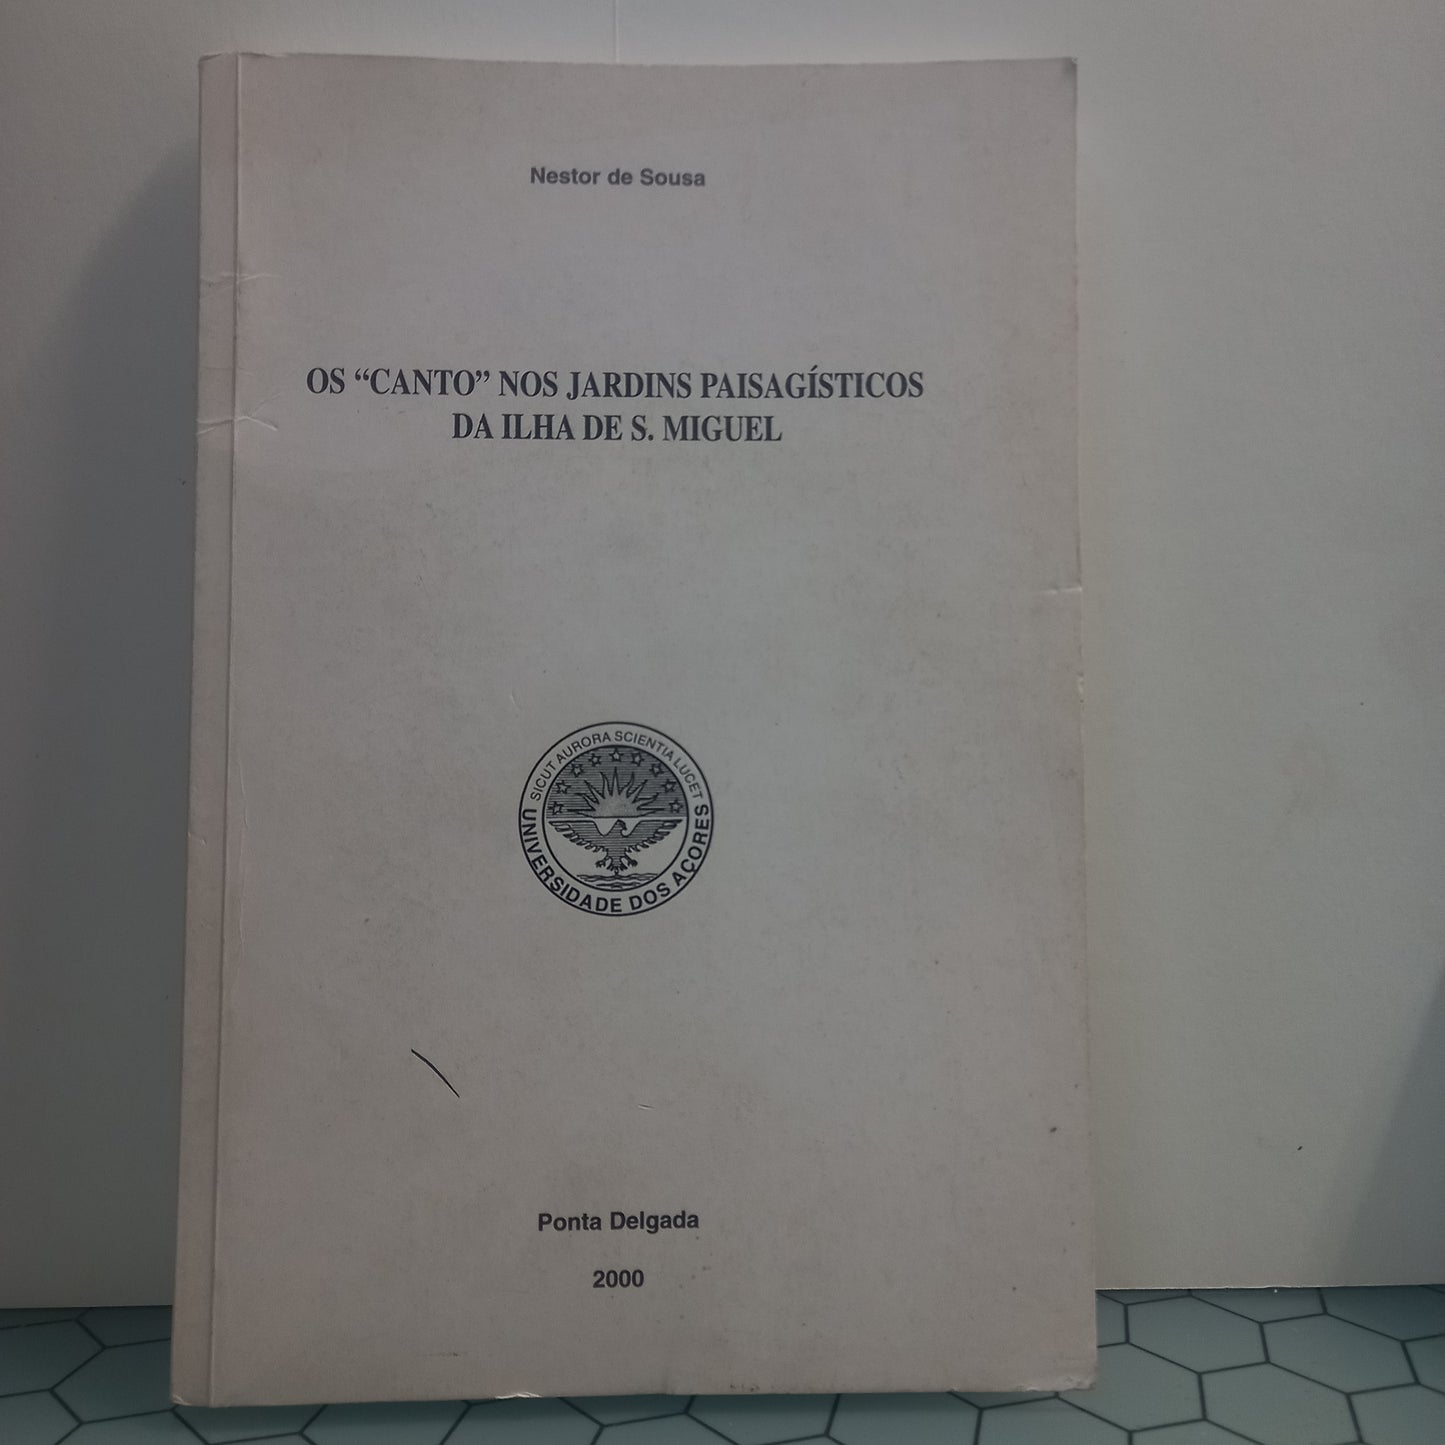 Nestor de Sousa
OS “CANTO” NOS JARDINS PAISAGÍSTICOS
DA ILHA DE S. MIGUEL
SICUT AURORA SCIENTIA LUCET
UNIVERSIDADE DOS AÇORES
Ponta Delgada
2000